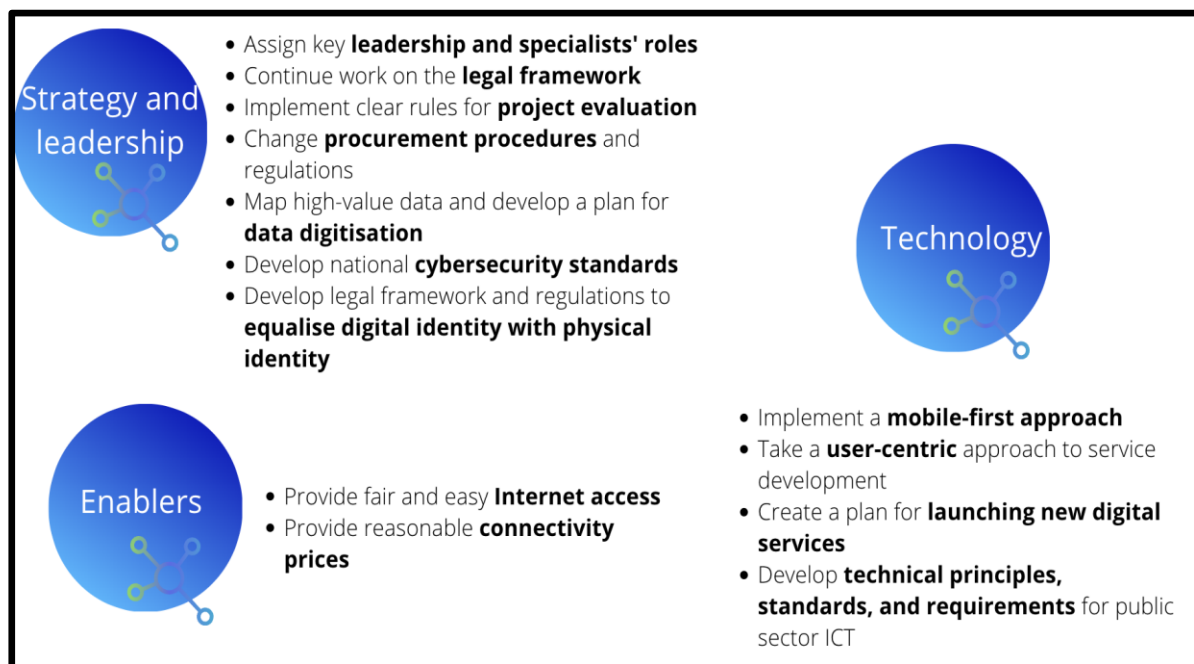 Strategy and
leadership
• Assign key leadership and specialists' roles
• Continue work on the legal framework
• Implement clear rules for project evaluation
• Change procurement procedures and
regulations
• Map high-value data and develop a plan for
data digitisation
• Develop national cybersecurity standards
• Develop legal framework and regulations to
equalise digital identity with physical
identity
Enablers
• Provide fair and easy Internet access
• Provide reasonable connectivity
prices
Technology
• Implement a mobile-first approach
• Take a user-centric approach to service
development
• Create a plan for launching new digital
services
• Develop technical principles,
standards, and requirements for public
sector ICT